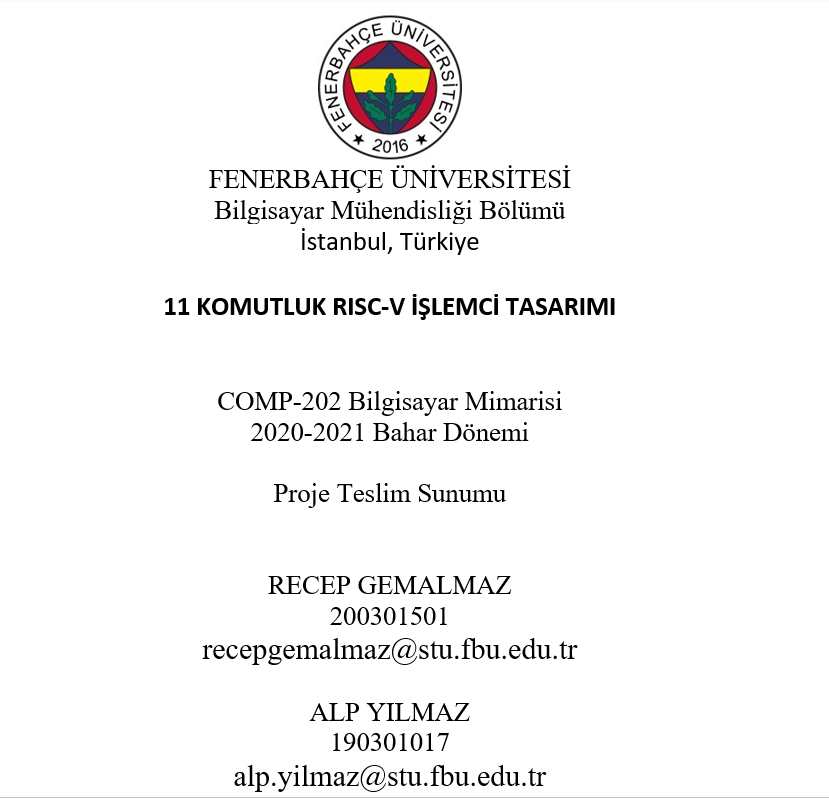 FENERBAHÇE ÜNİVERSİTESİ
2016
FENERBAHÇE ÜNİVERSİTESİ
Bilgisayar Mühendisliği Bölümü
İstanbul, Türkiye
11 KOMUTLUK RISC-V İŞLEMCİ TASARIMI
COMP-202 Bilgisayar Mimarisi
2020-2021 Bahar Dönemi
Proje Teslim Sunumu
RECEP GEMALMAZ
200301501
recepgemalmaz@stu.fbu.edu.tr
ALP YILMAZ
190301017
alp.yilmaz@stu.fbu.edu.tr